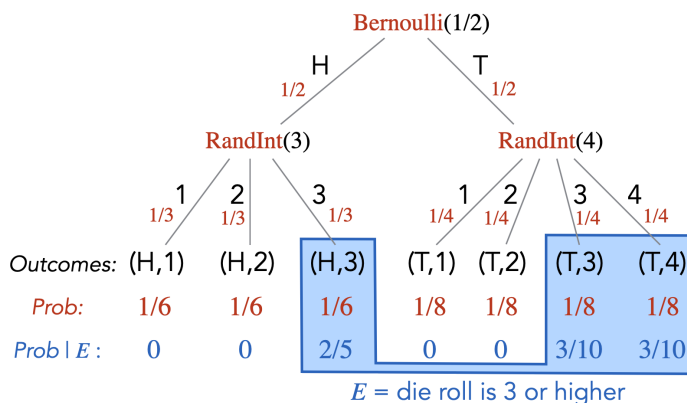 Bernoulli(1/2)
H T
1/2 1/2
RandInt(3) RandInt(4)
1 2 3 1 2 3 4
1/3 1/3 1/3 1/4 1/4 1/4 1/4
Outcomes: (H,1) (H,2) (H,3) (T,1) (T,2) (T,3) (T,4)
Prob: 1/6 1/6 1/6 1/8 1/8 1/8 1/8
Prob | E : 0 0 2/5 0 0 3/10 3/10
E = die roll is 3 or higher